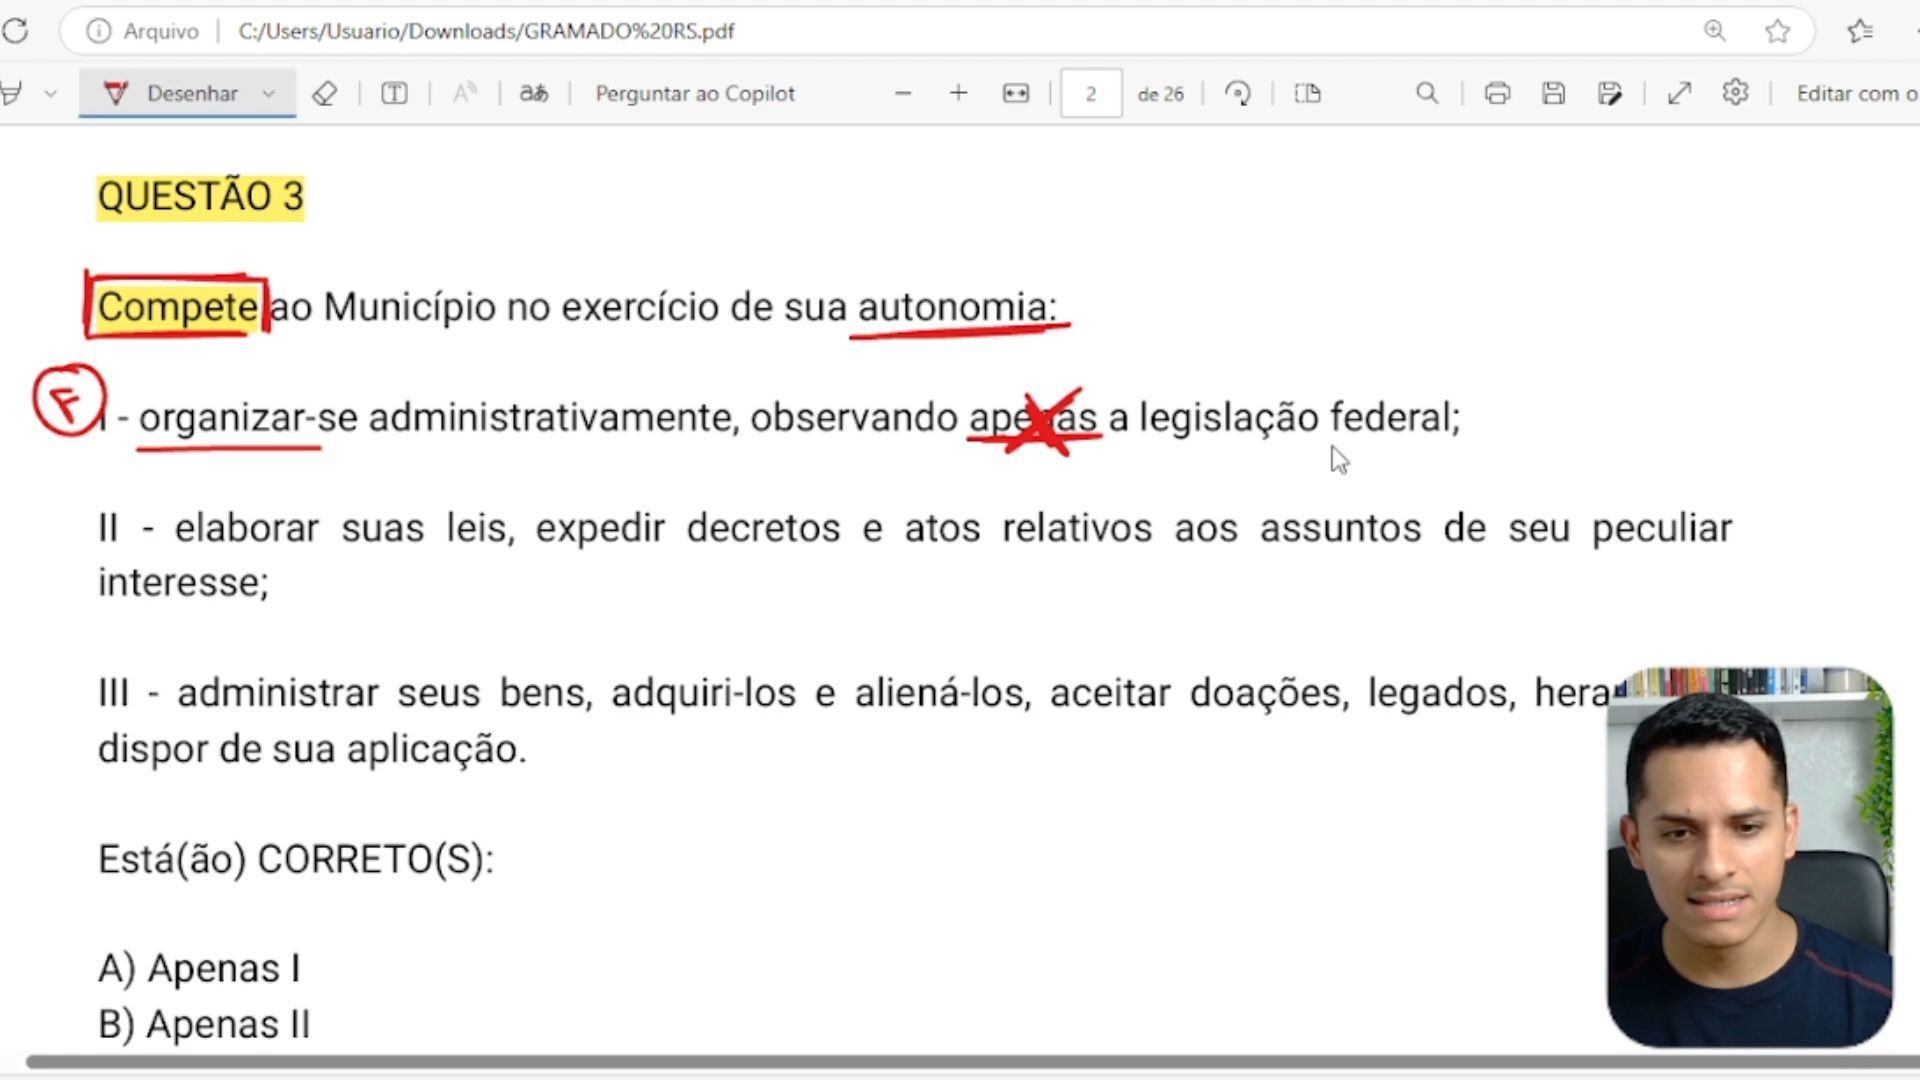 Arquivo C:/Users/Usuario/Downloads/GRAMADO%20RS.pdf
Desenhar Perguntar ao Copilot 2 de 26 Editar com o
QUESTÃO 3
Compete ao Município no exercício de sua autonomia:
F I - organizar-se administrativamente, observando apenas a legislação federal;
II - elaborar suas leis, expedir decretos e atos relativos aos assuntos de seu peculiar
interesse;
III - administrar seus bens, adquiri-los e aliená-los, aceitar doações, legados,
dispor de sua aplicação.
Está(ão) CORRETO(S):
A) Apenas I
B) Apenas II